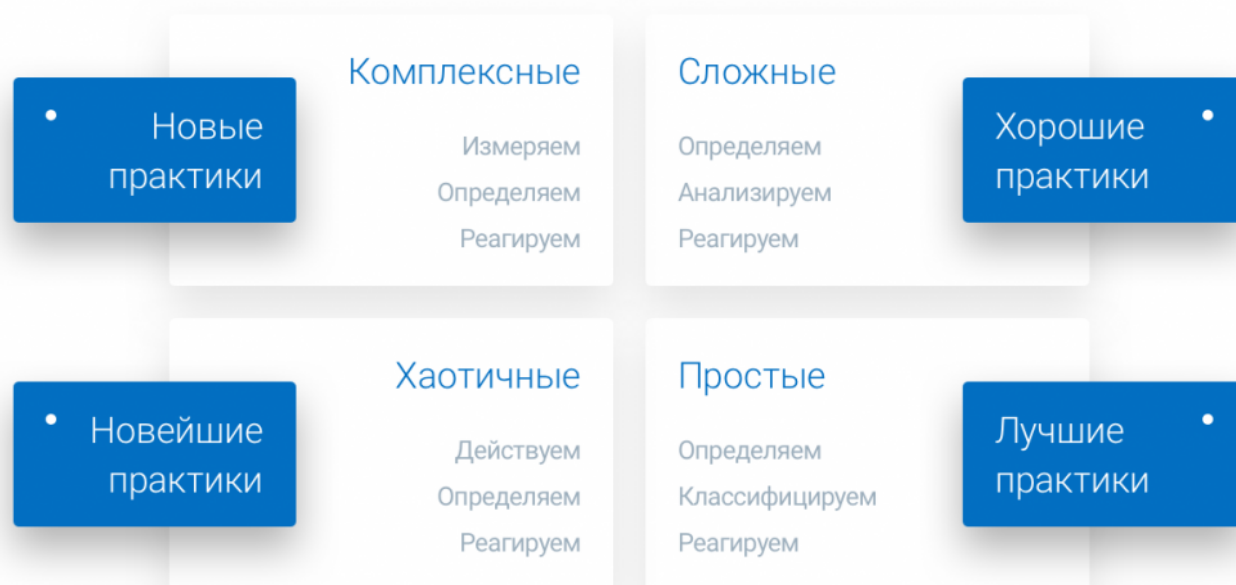 Новые
практики
Комплексные
Измеряем
Определяем
Реагируем
Сложные
Определяем
Анализируем
Реагируем
Хорошие
практики
Новейшие
практики
Хаотичные
Действуем
Определяем
Реагируем
Простые
Определяем
Классифицируем
Реагируем
Лучшие
практики